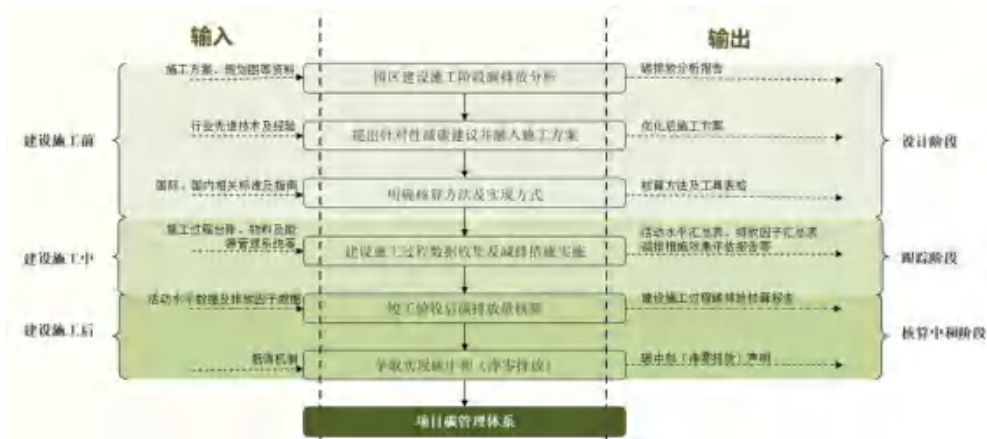 输入
输出
施工方案、规划图等资料
园区建设施工阶段碳排放分析
碳排放分析报告
建设施工前
行业先进技术及经验
提出针对性减碳建议并融入施工方案
优化后施工方案
设计阶段
国际、国内相关标准及指南
明确核算方法及实现方式
核算方法及工具表格
建设施工中
施工过程台账、物料及能
源管理系统等
建设施工过程数据收集及减排措施实施
活动水平汇总表、排放因子汇总表
减排措施效果评估报告等
跟踪阶段
建设施工后
活动水平数据及排放因子数据
竣工验收后碳排放量核算
建设施工过程碳排放核算报告
核算中和阶段
抵消机制
争取实现碳中和（净零排放）
碳中和（净零排放）声明
项目碳管理体系